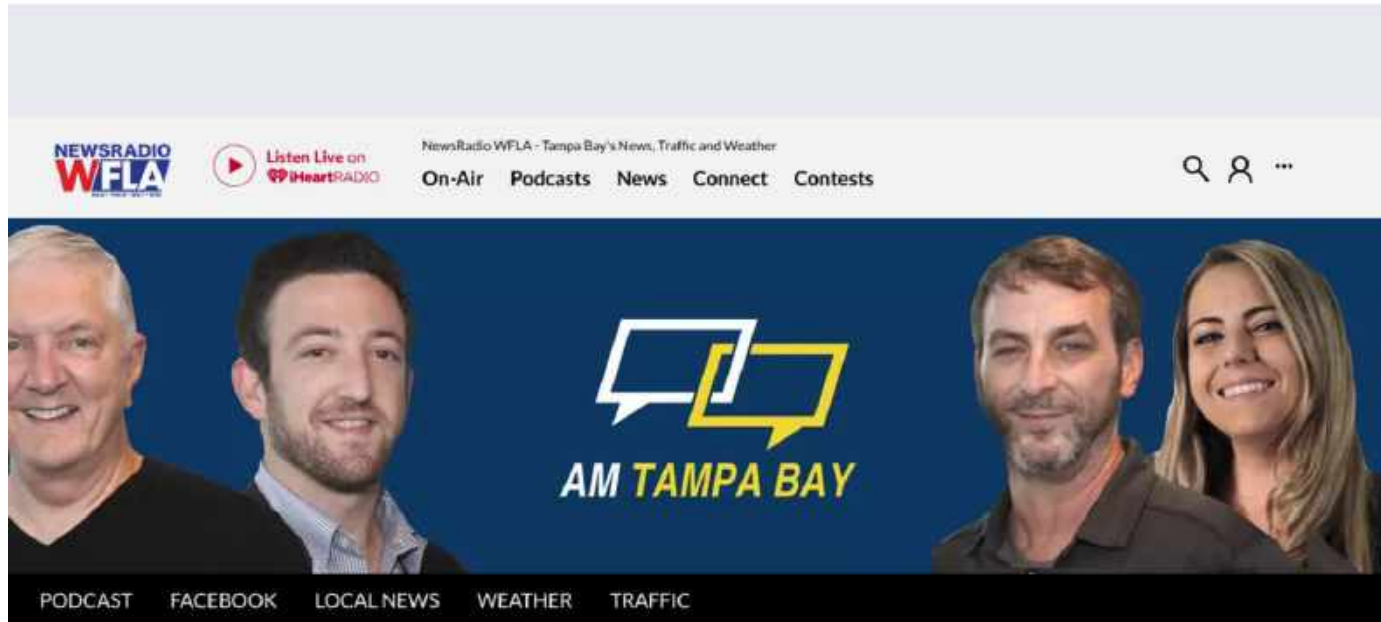 NEWSRADIO
WFLA
Listen Live on
iHeartRADIO
NewsRadio WFLA - Tampa Bay's News, Traffic and Weather
On-Air Podcasts News Connect Contests
AM TAMPA BAY
PODCAST FACEBOOK LOCAL NEWS WEATHER TRAFFIC